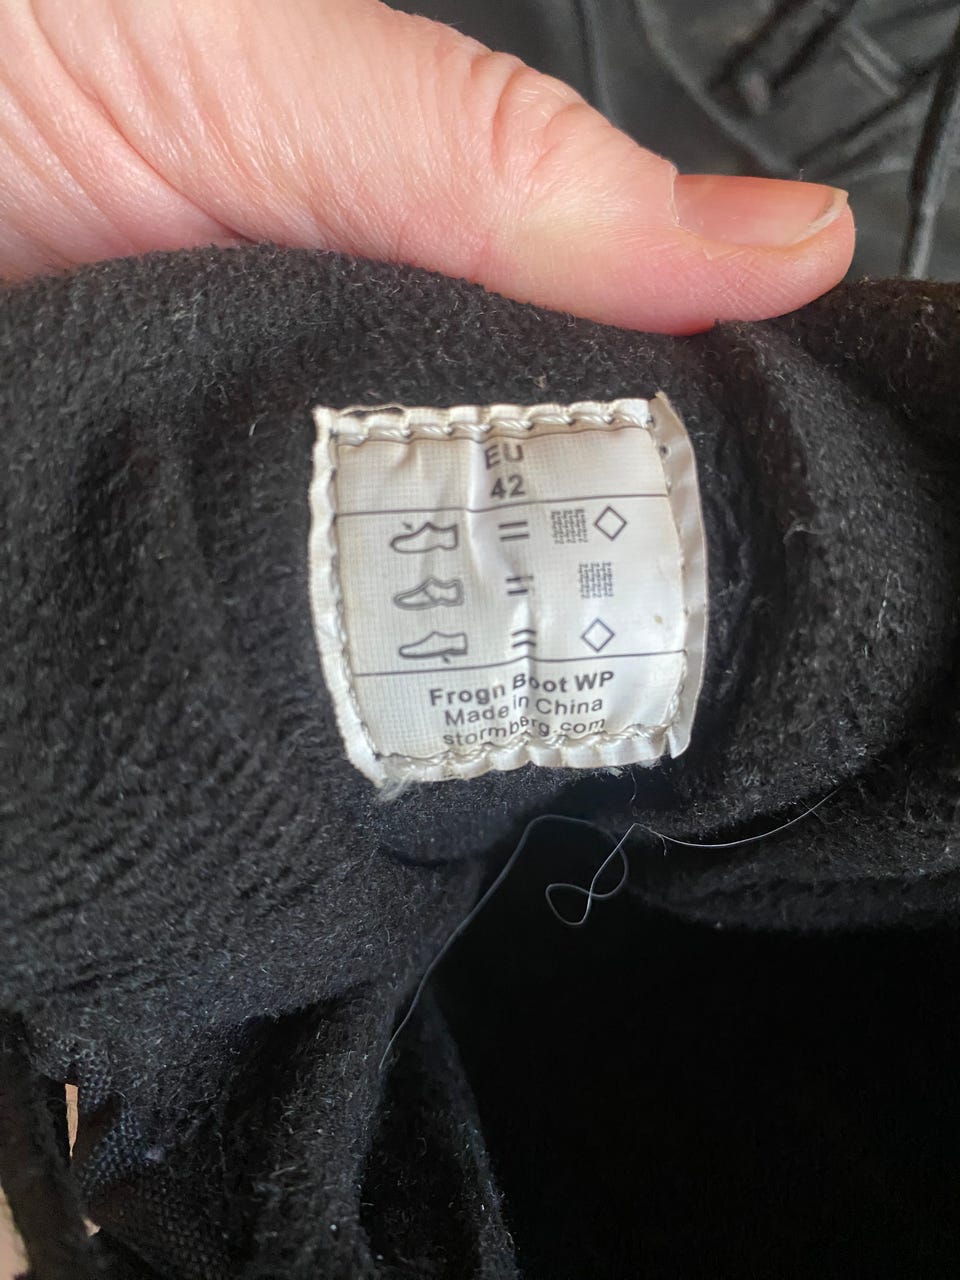 EU
42
Frogn Boot WP
Made in China
stormberg.com